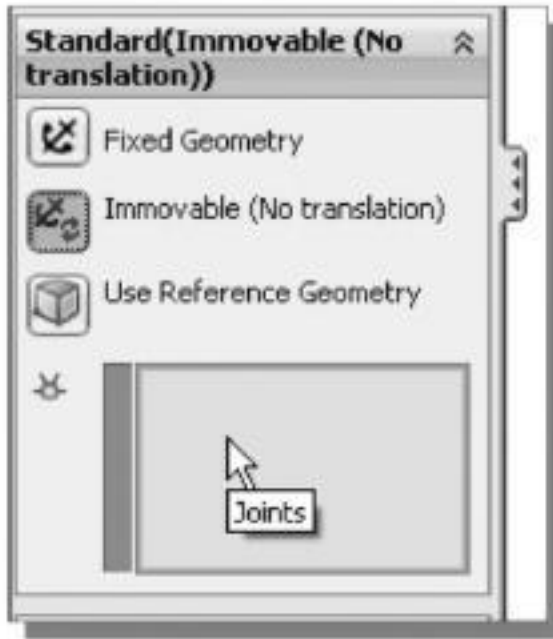 Standard(Immovable (No
translation))
Fixed Geometry
Immovable (No translation)
Use Reference Geometry
Joints